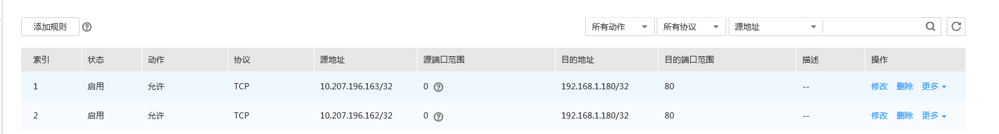 添加规则 所有动作 所有协议 源地址
索引 状态 动作 协议 源地址 源端口范围 目的地址 目的端口范围 描述 操作
1 启用 允许 TCP 10.207.196.163/32 0 192.168.1.180/32 80 -- 修改 删除 更多
2 启用 允许 TCP 10.207.196.162/32 0 192.168.1.180/32 80 -- 修改 删除 更多